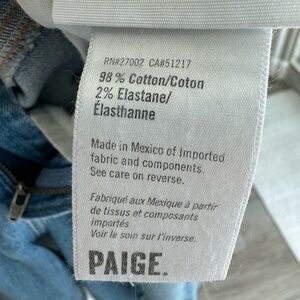 RN#27002 CA#51217
98 % Cotton/Coton
2% Elastane/
Élasthanne
Made in Mexico of Imported
fabric and components.
See care on reverse.
Fabriqué aux Mexique à partir
de tissus et composants
importés
Voir le soin sur l'inverse.
PAIGE.